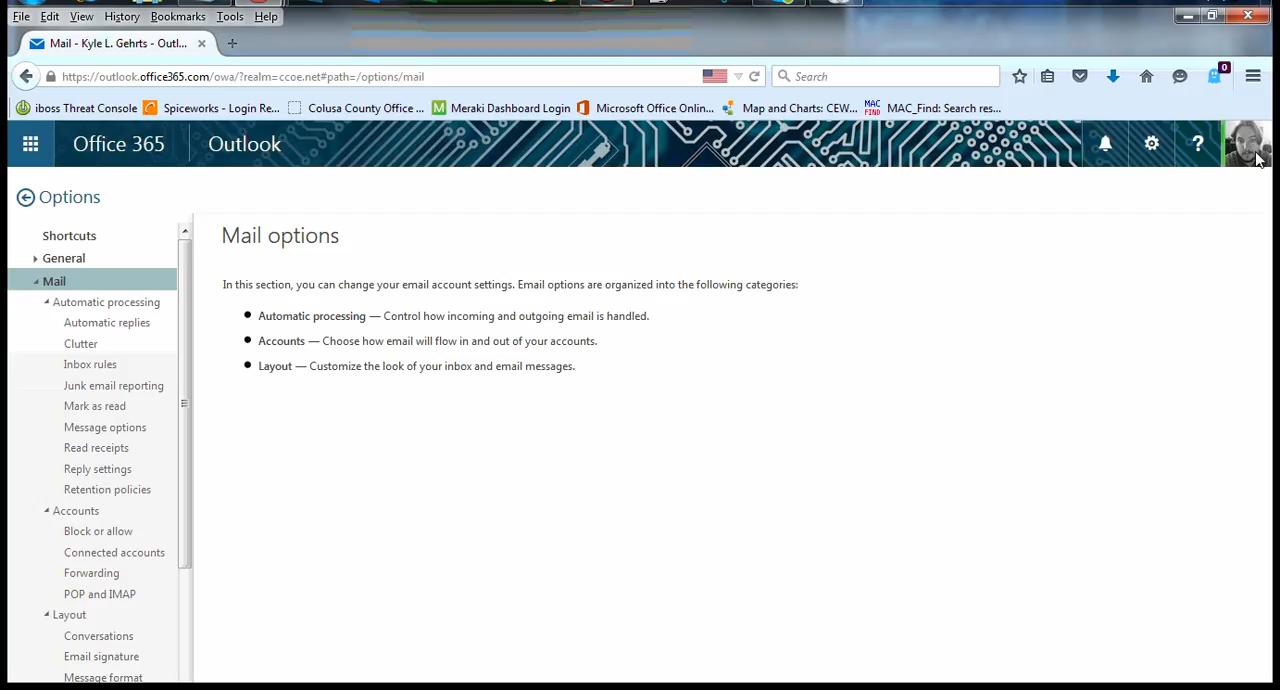 File Edit View History Bookmarks Tools Help
Mail - Kyle L. Gehrts - Outl...
https://outlook.office365.com/owa/?realm=ccoe.net#path=/options/mail Search 0
iboss Threat Console Spiceworks - Login Re... Colusa County Office ... M Meraki Dashboard Login Microsoft Office Onlin... Map and Charts: CEW... MAC FIND MAC_Find: Search res...
Office 365 Outlook ?
Options
Shortcuts
General
Mail
Automatic processing
Automatic replies
Clutter
Inbox rules
Junk email reporting
Mark as read
Message options
Read receipts
Reply settings
Retention policies
Accounts
Block or allow
Connected accounts
Forwarding
POP and IMAP
Layout
Conversations
Email signature
Message format
Mail options
In this section, you can change your email account settings. Email options are organized into the following categories:
• Automatic processing — Control how incoming and outgoing email is handled.
• Accounts — Choose how email will flow in and out of your accounts.
• Layout — Customize the look of your inbox and email messages.